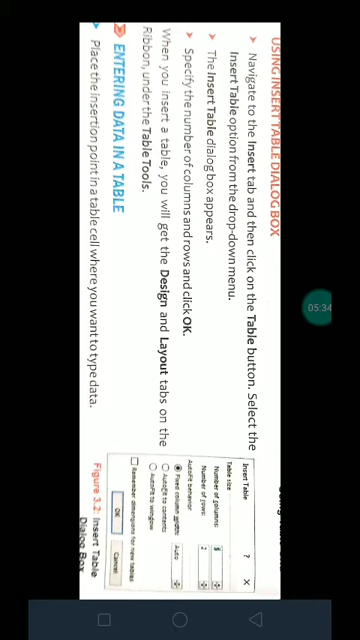 USING INSERT TABLE DIALOG BOX
Navigate to the Insert tab and then click on the Table button. Select the
Insert Table option from the drop-down menu.
The Insert Table dialog box appears.
Specify the number of columns and rows and click OK.
When you insert a table, you will get the Design and Layout tabs on the
Ribbon, under the Table Tools.
ENTERING DATA IN A TABLE
Place the insertion point in a table cell where you want to type data.
Insert Table ? X
Table size
Number of columns: 5
Number of rows: 2
AutoFit behavior
Fixed column width: Auto
AutoFit to contents
AutoFit to window
Remember dimensions for new tables
OK Cancel
Figure 3.2: Insert Table
Dialog Box
05:34